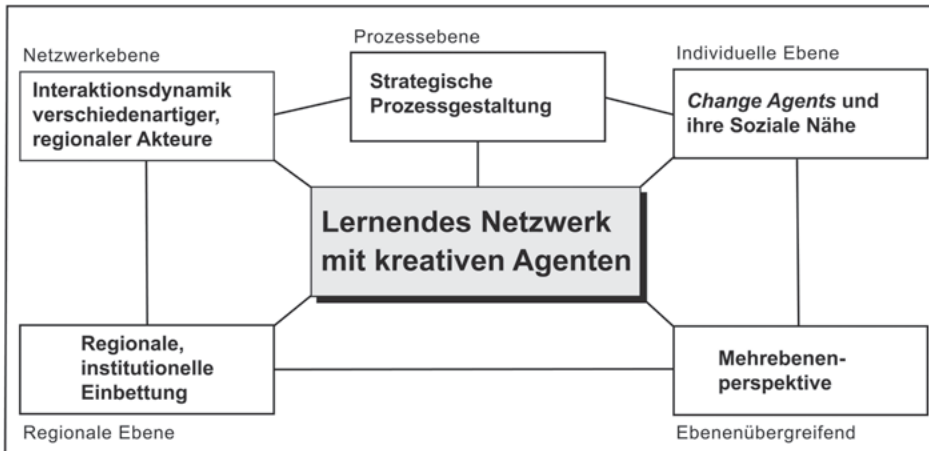 Netzwerkebene
Interaktionsdynamik
verschiedenartiger,
regionaler Akteure
Prozessebene
Strategische
Prozessgestaltung
Individuelle Ebene
Change Agents und
ihre Soziale Nähe
Lernendes Netzwerk
mit kreativen Agenten
Regionale,
institutionelle
Einbettung
Regionale Ebene
Mehrebenen-
perspektive
Ebenenübergreifend